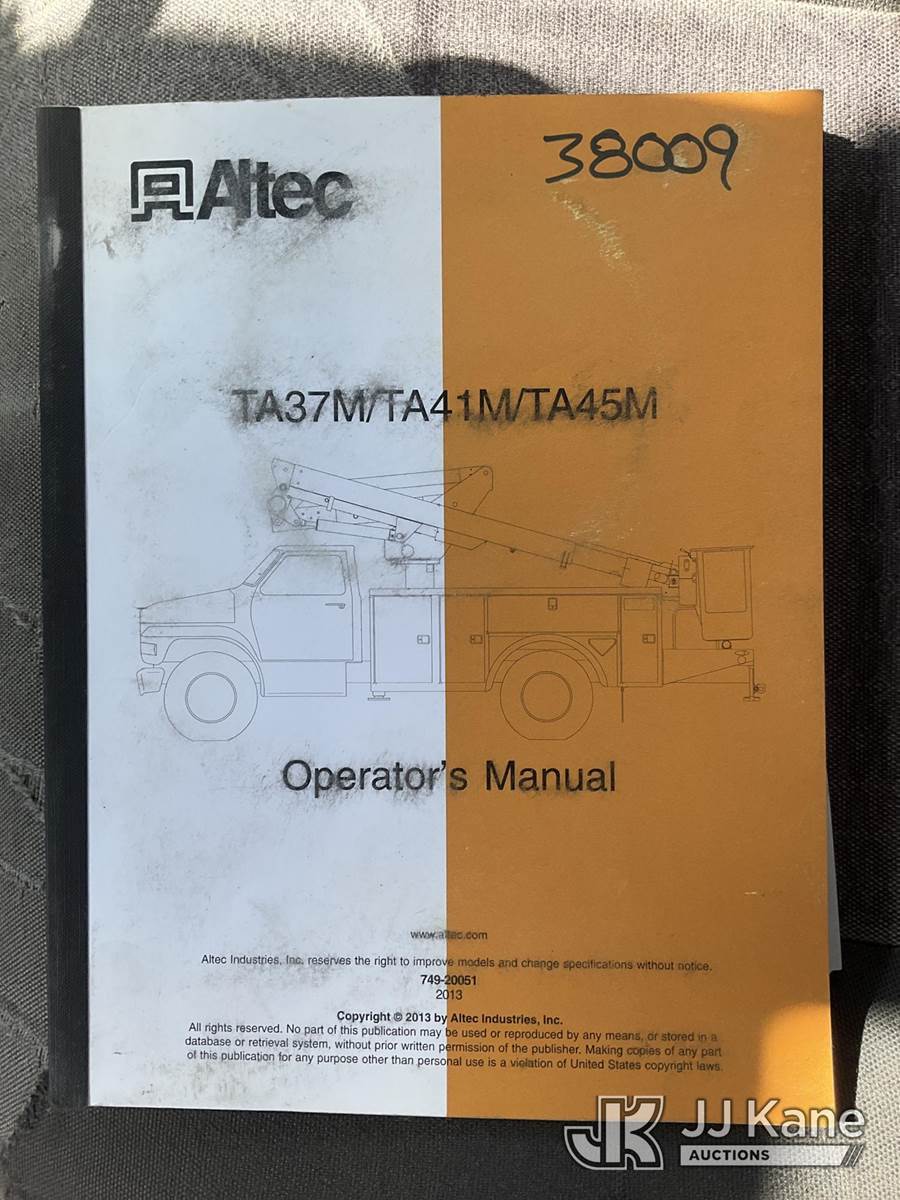 38009
Altec
TA37M/TA41M/TA45M
Operator's Manual
www.altec.com
Altec Industries, Inc. reserves the right to improve models and change specifications without notice.
749-20051
2013
Copyright © 2013 by Altec Industries, Inc.
All rights reserved. No part of this publication may be used or reproduced by any means, or stored in a
database or retrieval system, without prior written permission of the publisher. Making copies of any part
of this publication for any purpose other than personal use is a violation of United States copyright laws.
JK JJ Kane
AUCTIONS